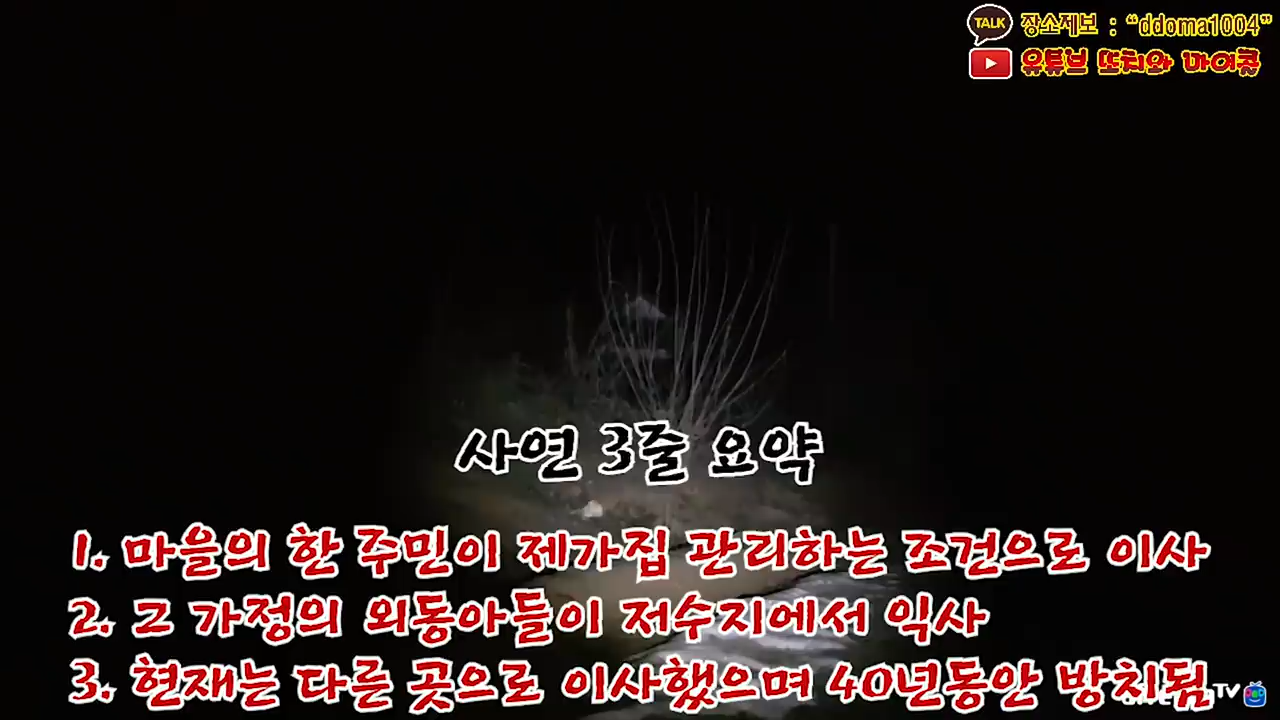 TALK 장소제보 : “ddoma1004”
유튜브 또치와 마이콜
사연 3줄 요약
1. 마을의 한 주민이 제가집 관리하는 조건으로 이사
2. 그 가정의 외동아들이 저수지에서 익사
3. 현재는 다른 곳으로 이사했으며 40년동안 방치됨
TV